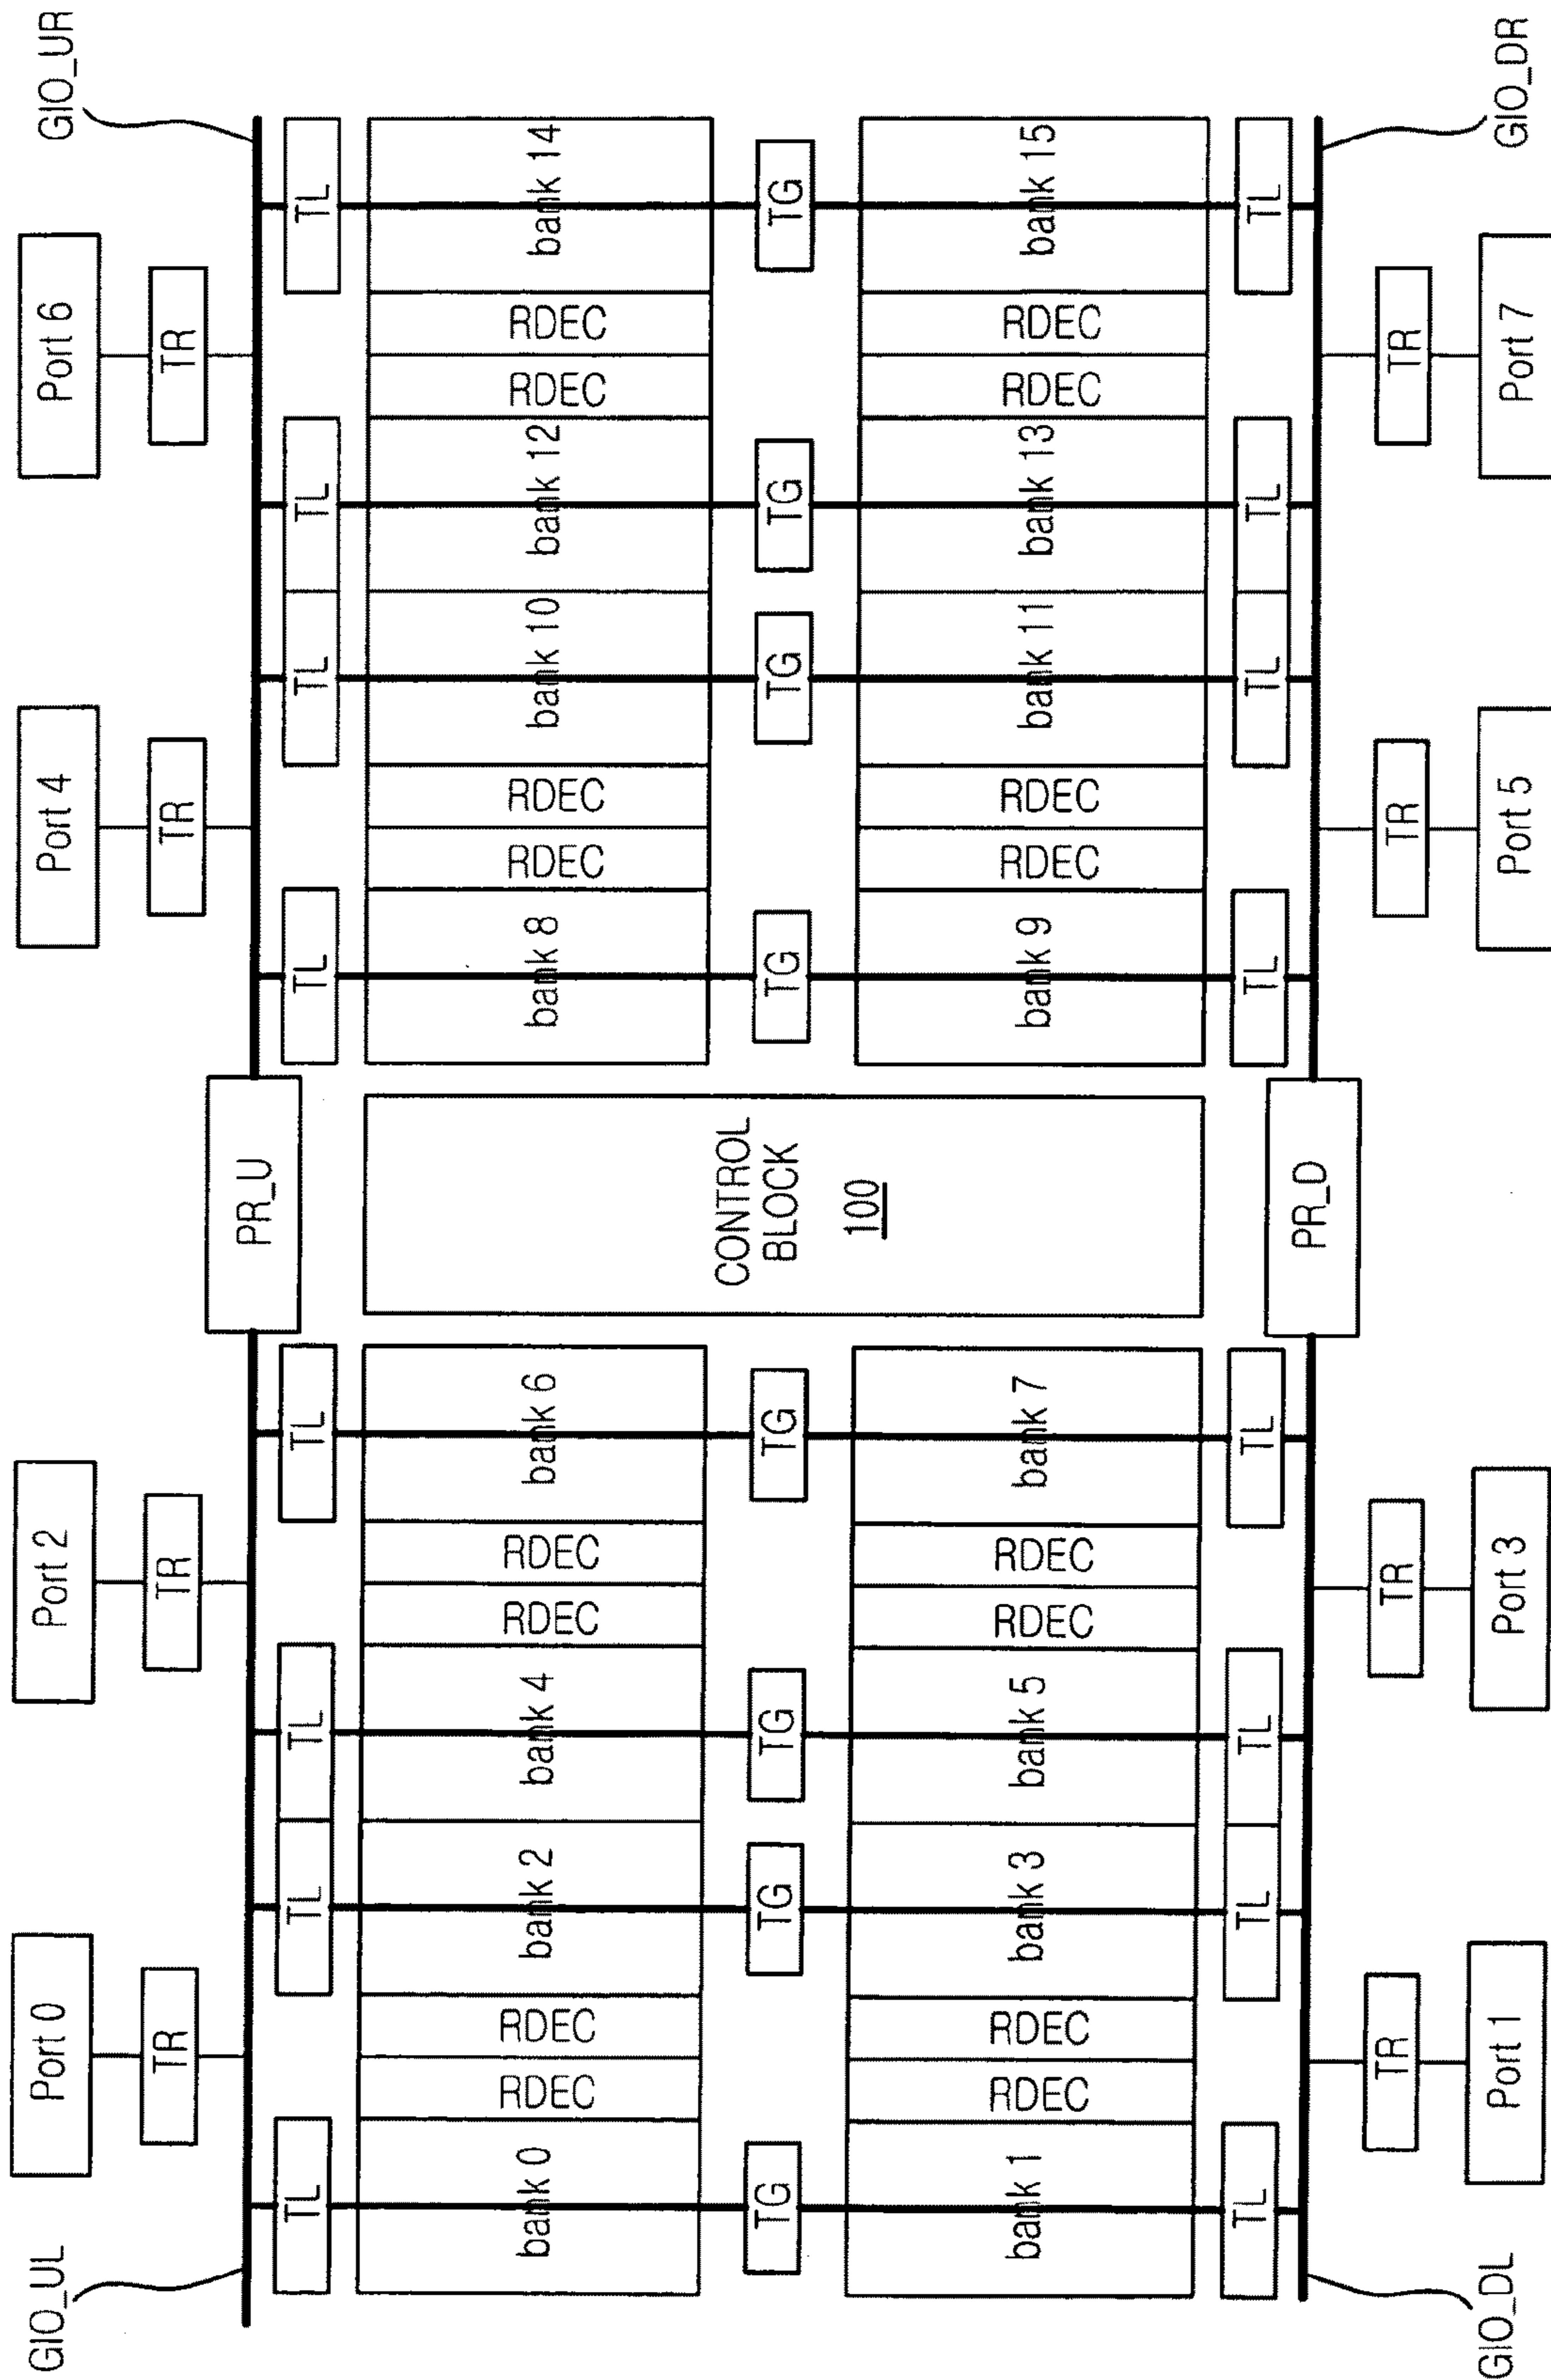 Port 0
Port 2
Port 4
Port 6
TR
TR
TR
TR
GIO_UL
PR_U
GIO_UR
TL
TL
TL
TL
TL
TL
TL
TL
bank 0
RDEC
RDEC
bank 2
bank 4
RDEC
RDEC
bank 6
bank 8
RDEC
RDEC
bank 10
bank 12
RDEC
RDEC
bank 14
TG
TG
TG
TG
CONTROL
BLOCK
100
TG
TG
TG
TG
bank 1
RDEC
RDEC
bank 3
bank 5
RDEC
RDEC
bank 7
bank 9
RDEC
RDEC
bank 11
bank 13
RDEC
RDEC
bank 15
TL
TL
TL
TL
TL
TL
TL
TL
GIO_DL
PR_D
GIO_DR
TR
TR
TR
TR
Port 1
Port 3
Port 5
Port 7